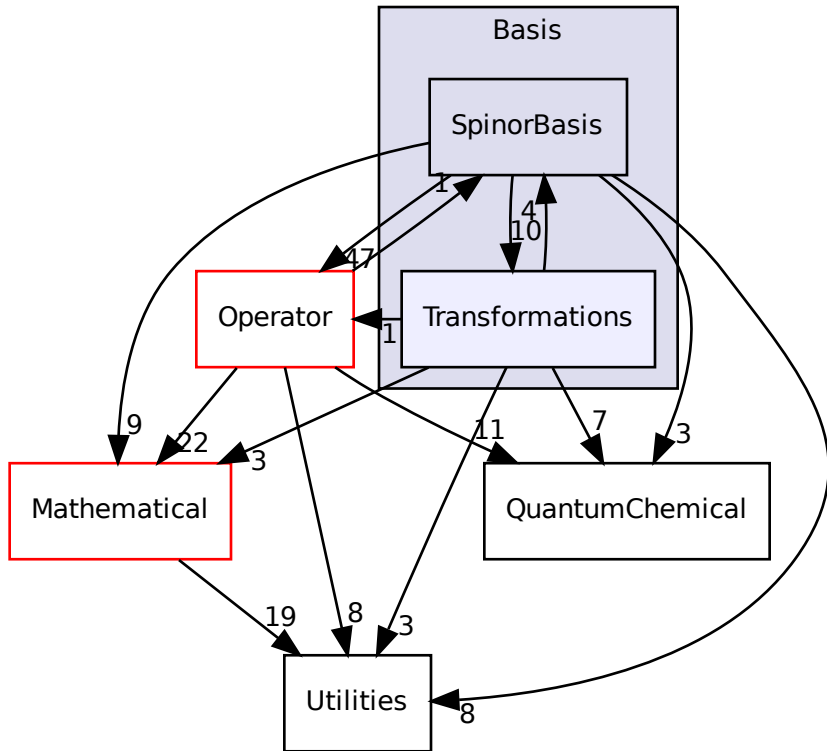 Basis
SpinorBasis
1
4
10
47
Operator
Transformations
1
9
22
3
11
7
3
Mathematical
QuantumChemical
19
8
3
Utilities
8